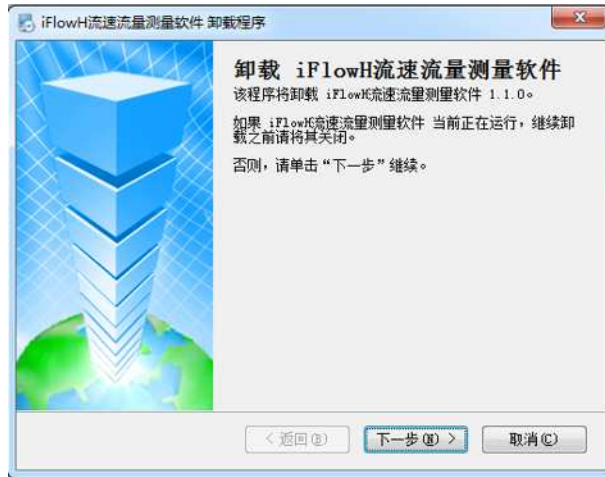 iFlowH流速流量测量软件 卸载程序
卸载 iFlowH流速流量测量软件
该程序将卸载 iFlowH流速流量测量软件 1.1.0。
如果 iFlowH流速流量测量软件 当前正在运行，继续卸
载之前请将其关闭。
否则，请单击“下一步”继续。
< 返回(B)
下一步(N) >
取消(C)